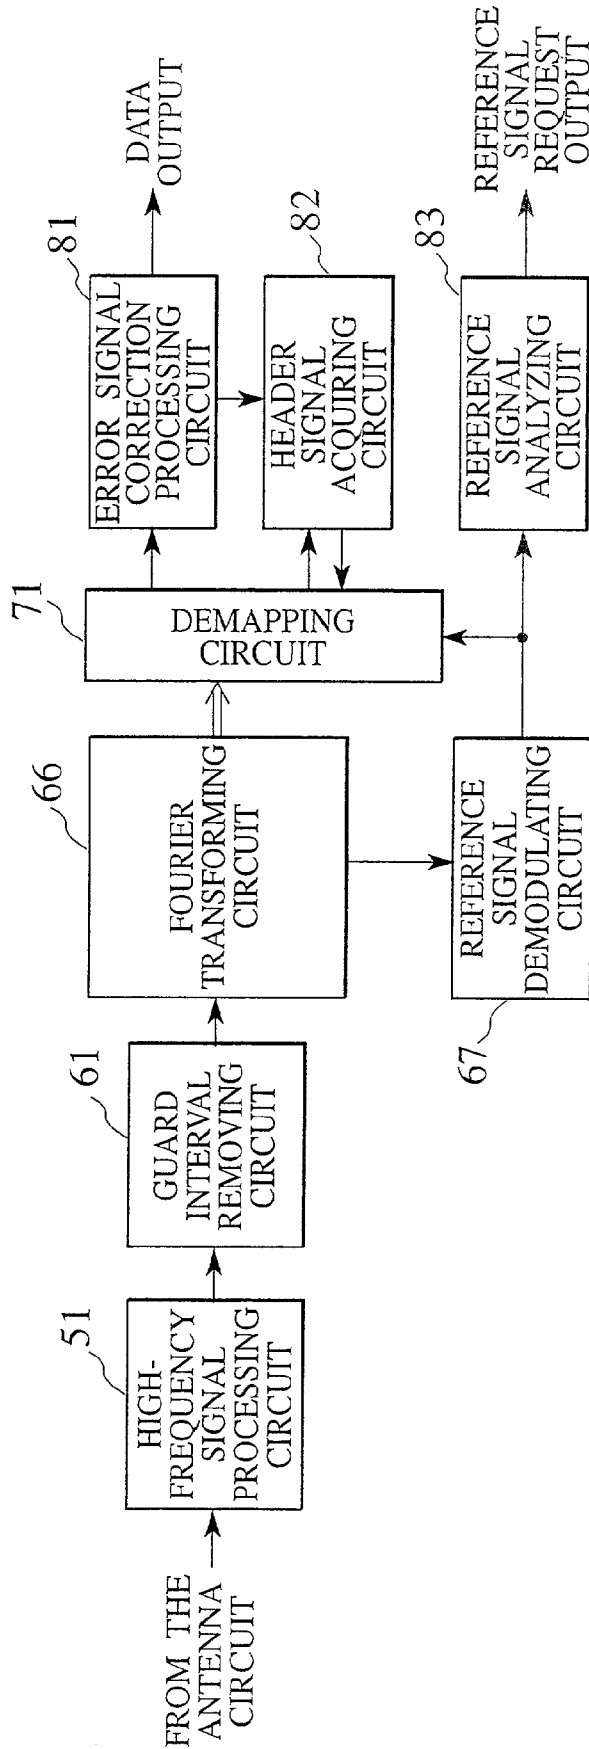 FROM THE
ANTENNA
CIRCUIT
51
HIGH-
FREQUENCY
SIGNAL
PROCESSING
CIRCUIT
61
GUARD
INTERVAL
REMOVING
CIRCUIT
66
FOURIER
TRANSFORMING
CIRCUIT
67
REFERENCE
SIGNAL
DEMODULATING
CIRCUIT
71
DEMAPPING
CIRCUIT
81
ERROR SIGNAL
CORRECTION
PROCESSING
CIRCUIT
DATA
OUTPUT
82
HEADER
SIGNAL
ACQUIRING
CIRCUIT
83
REFERENCE
SIGNAL
ANALYZING
CIRCUIT
REFERENCE
SIGNAL
REQUEST
OUTPUT